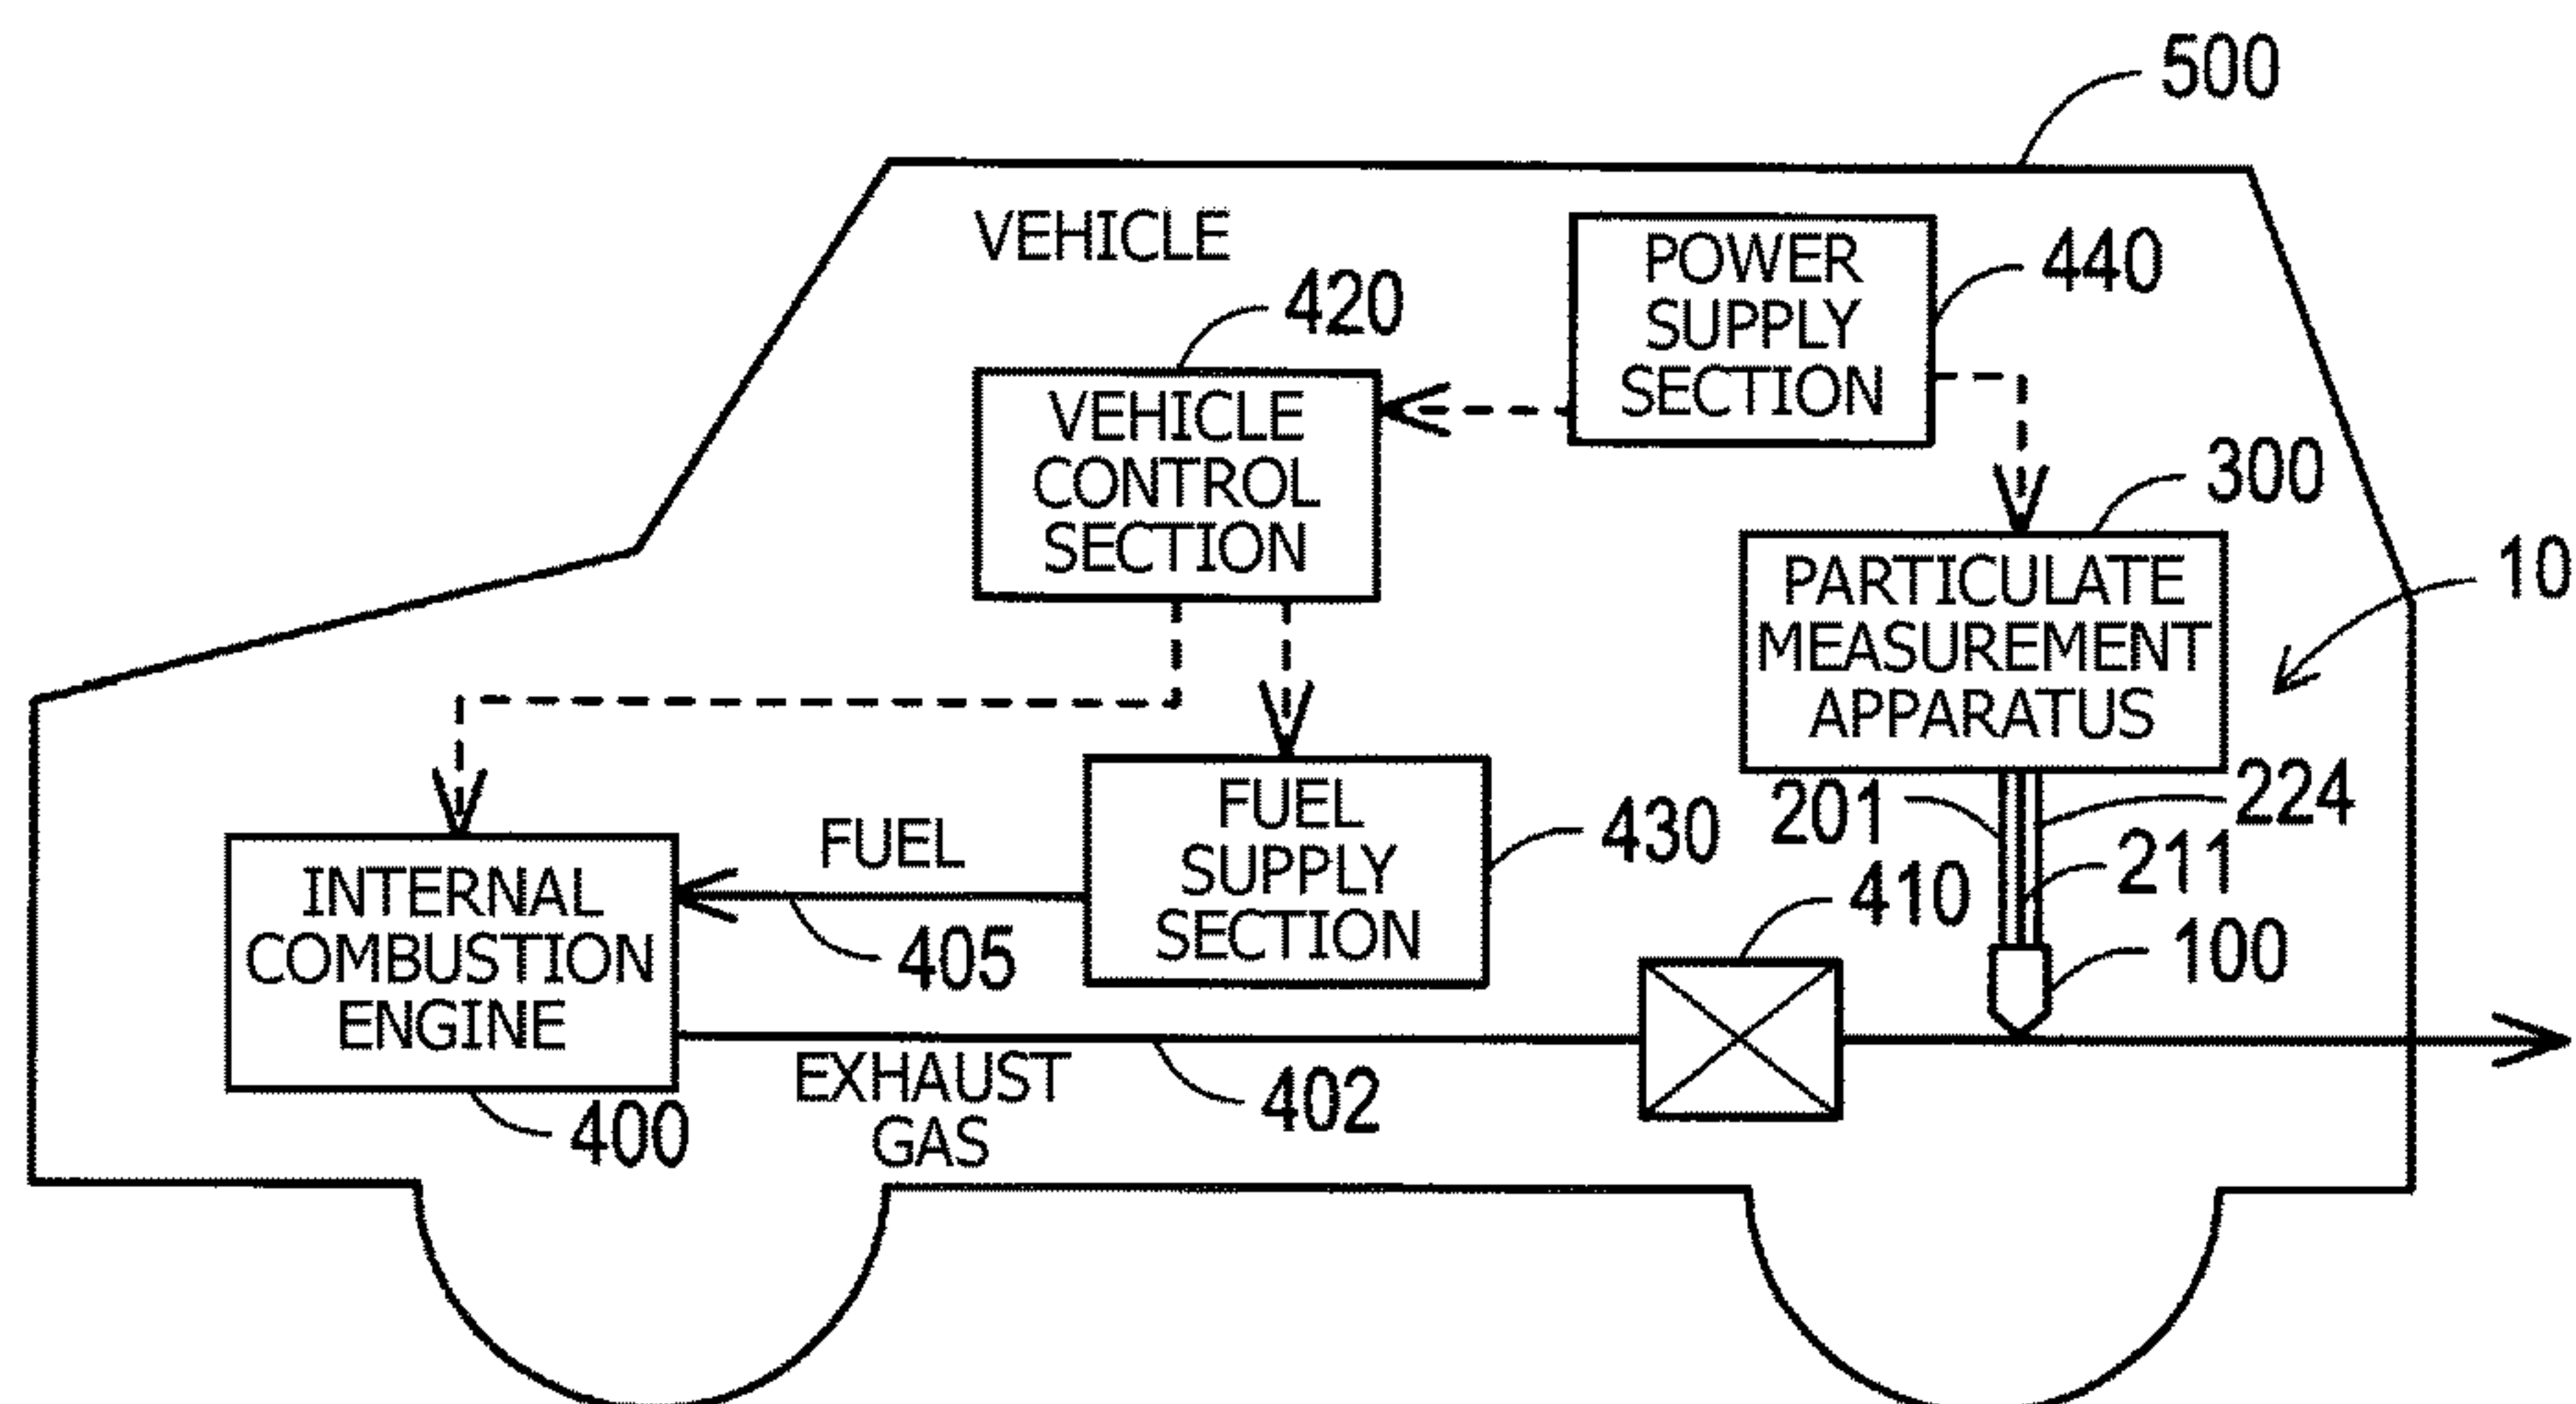 500
VEHICLE
POWER
SUPPLY
SECTION
440
420
VEHICLE
CONTROL
SECTION
300
PARTICULATE
MEASUREMENT
APPARATUS
10
FUEL
SUPPLY
SECTION
430
201
224
211
FUEL
405
410
100
INTERNAL
COMBUSTION
ENGINE
400
EXHAUST
GAS
402